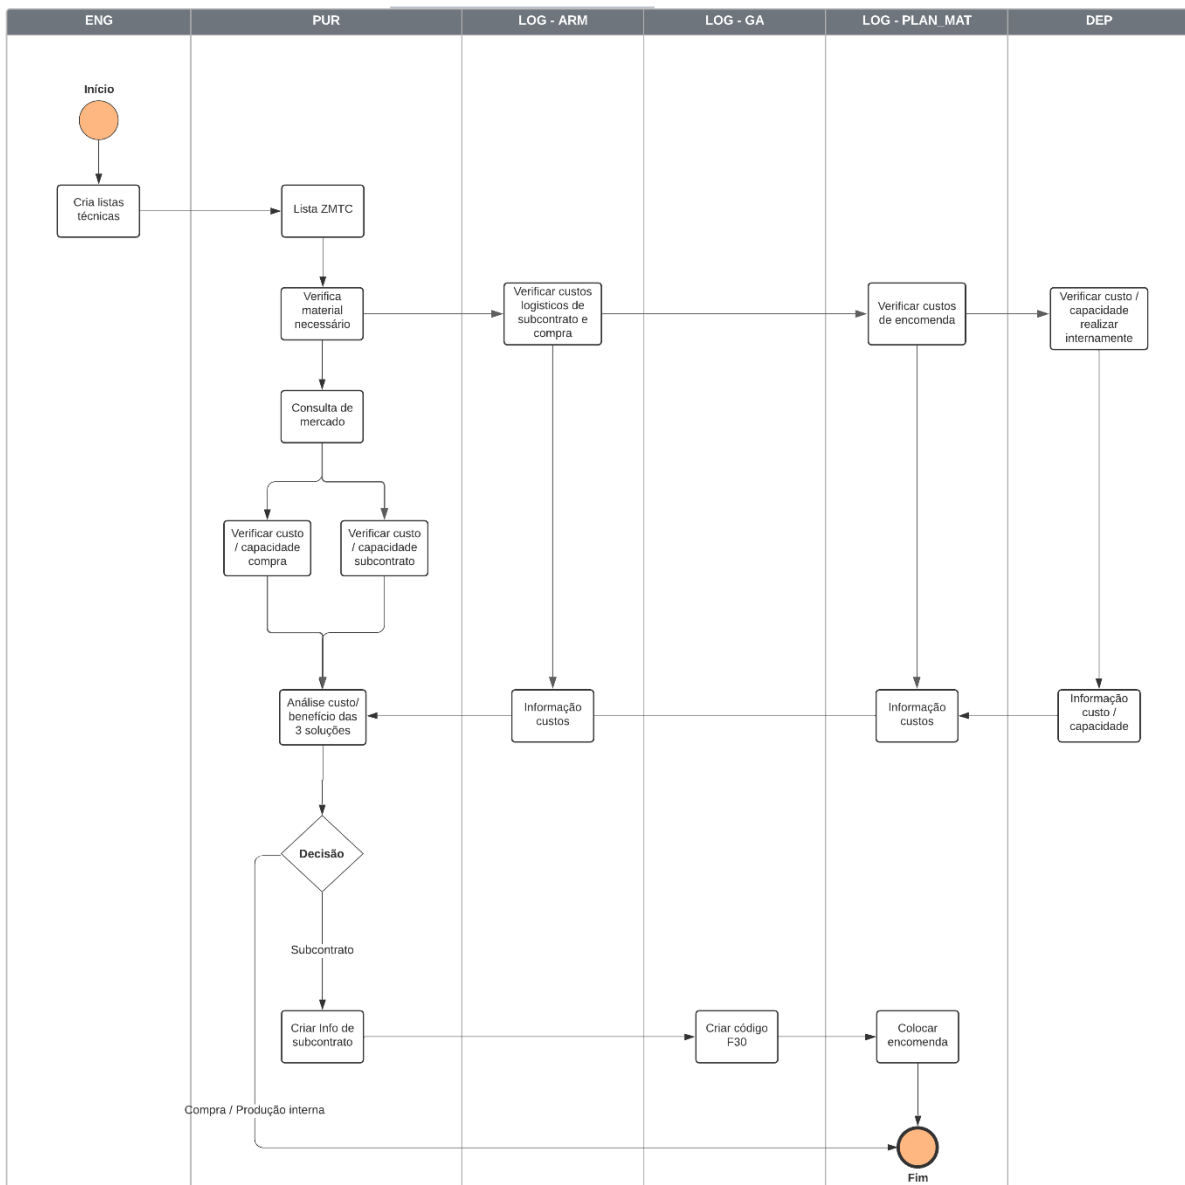 ENG
PUR
LOG - ARM
LOG - GA
LOG - PLAN_MAT
DEP
Início
Cria listas
técnicas
Lista ZMTC
Verifica
material
necessário
Verificar custos
logisticos de
subcontrato e
compra
Verificar custos
de encomenda
Verificar custo /
capacidade
realizar
internamente
Consulta de
mercado
Verificar custo
/ capacidade
compra
Verificar custo
/ capacidade
subcontrato
Análise custo/
benefício das
3 soluções
Informação
custos
Informação
custos
Informação
custo /
capacidade
Decisão
Subcontrato
Criar Info de
subcontrato
Criar código
F30
Colocar
encomenda
Compra / Produção interna
Fim